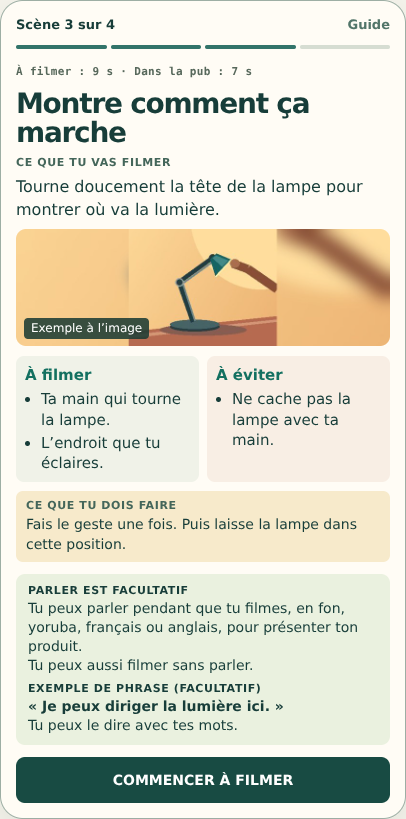 Scène 3 sur 4
Guide
À filmer : 9 s · Dans la pub : 7 s
Montre comment ça
marche
CE QUE TU VAS FILMER
Tourne doucement la tête de la lampe pour
montrer où va la lumière.
Exemple à l’image
À filmer
• Ta main qui tourne
la lampe.
• L’endroit que tu
éclaires.
À éviter
• Ne cache pas la
lampe avec ta
main.
CE QUE TU DOIS FAIRE
Fais le geste une fois. Puis laisse la lampe dans
cette position.
PARLER EST FACULTATIF
Tu peux parler pendant que tu filmes, en fon,
yoruba, français ou anglais, pour présenter ton
produit.
Tu peux aussi filmer sans parler.
EXEMPLE DE PHRASE (FACULTATIF)
« Je peux diriger la lumière ici. »
Tu peux le dire avec tes mots.
COMMENCER À FILMER